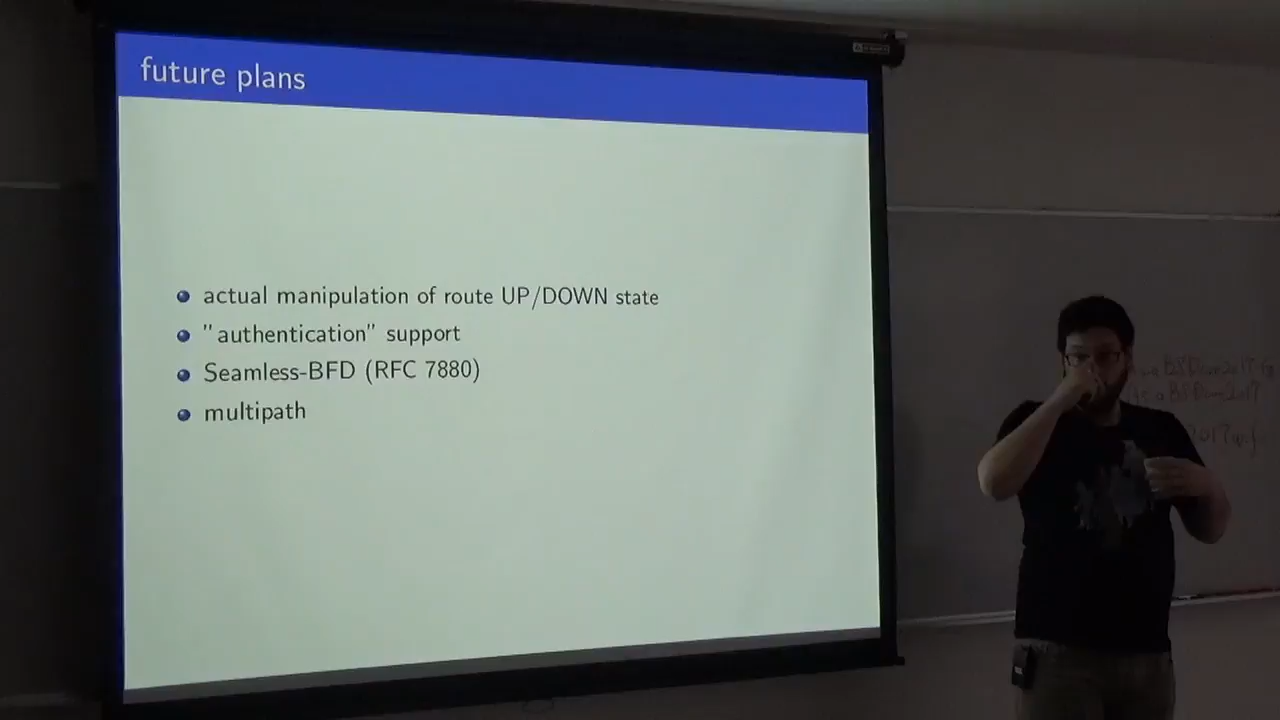 future plans
actual manipulation of route UP/DOWN state
"authentication" support
Seamless-BFD (RFC 7880)
multipath